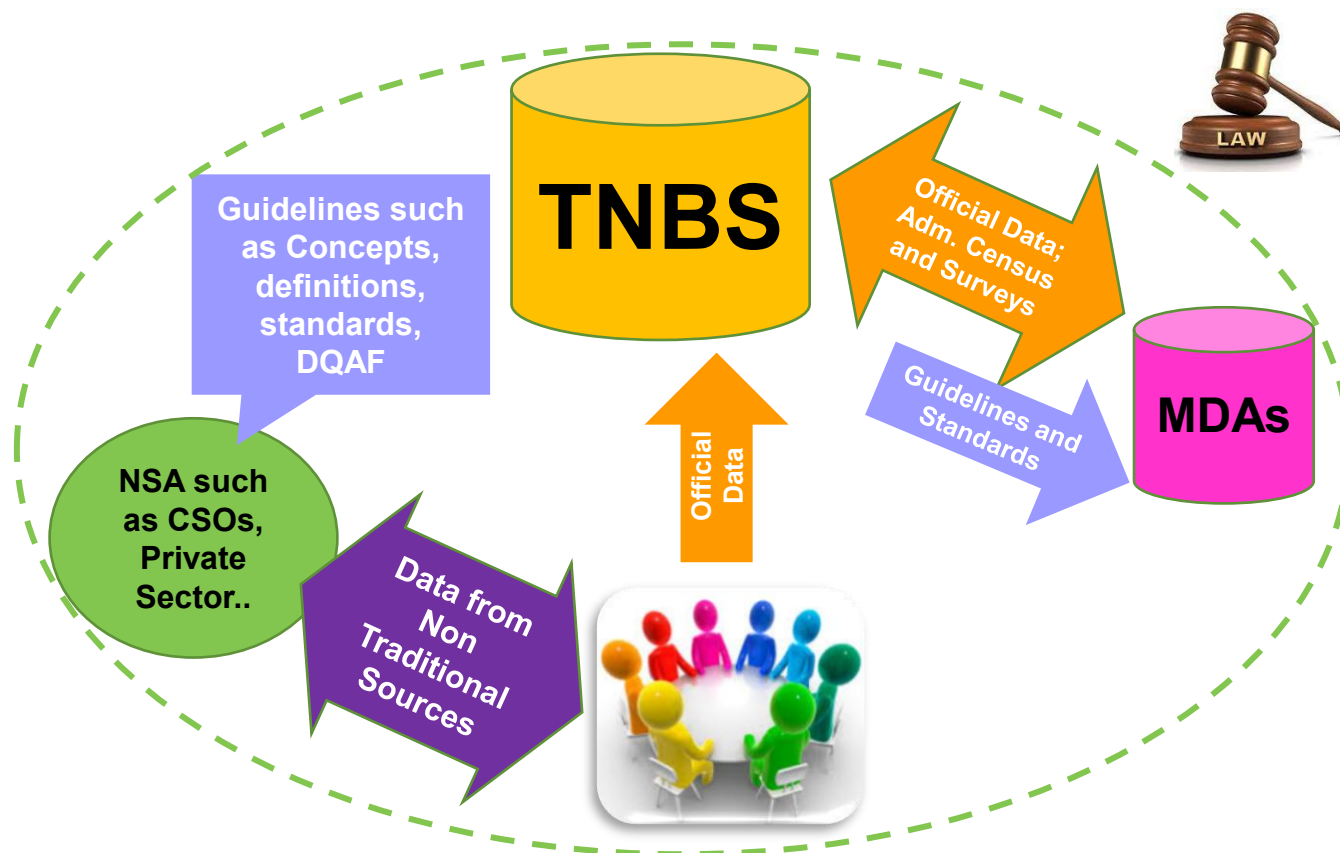 LAW
TNBS
Guidelines such
as Concepts,
definitions,
standards,
DQAF
Official Data;
Adm. Census
and Surveys
Guidelines and
Standards
MDAs
Official
Data
NSA such
as CSOs,
Private
Sector..
Data from
Non
Traditional
Sources